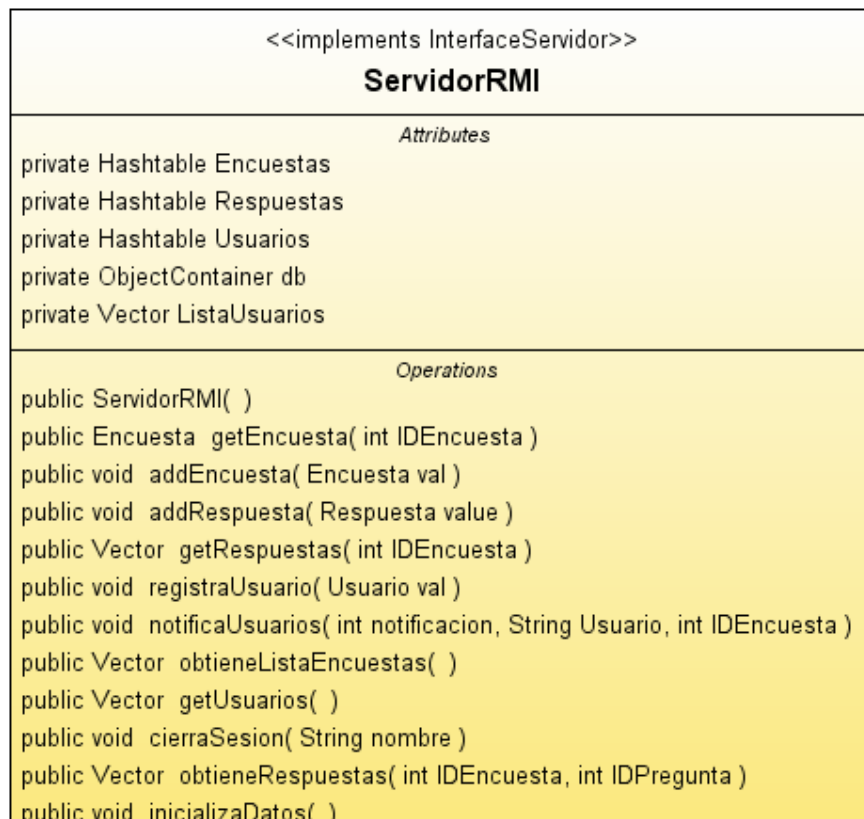 <<implements InterfaceServidor>>
ServidorRMI
Attributes
private Hashtable Encuestas
private Hashtable Respuestas
private Hashtable Usuarios
private ObjectContainer db
private Vector ListaUsuarios
Operations
public ServidorRMI( )
public Encuesta getEncuesta( int IDEncuesta )
public void addEncuesta( Encuesta val )
public void addRespuesta( Respuesta value )
public Vector getRespuestas( int IDEncuesta )
public void registraUsuario( Usuario val )
public void notificaUsuarios( int notificacion, String Usuario, int IDEncuesta )
public Vector obtieneListaEncuestas( )
public Vector getUsuarios( )
public void cierraSesion( String nombre )
public Vector obtieneRespuestas( int IDEncuesta, int IDPregunta )
public void inicializaDatos( )